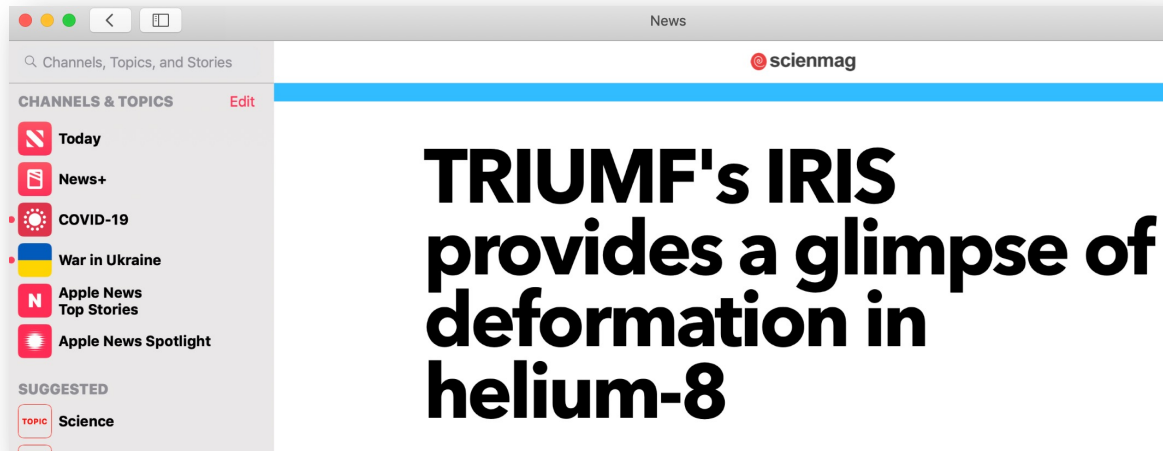 News
Channels, Topics, and Stories
CHANNELS & TOPICS Edit
Today
News+
COVID-19
War in Ukraine
N
Apple News
Top Stories
Apple News Spotlight
SUGGESTED
TOPIC Science
scienmag
TRIUMF's IRIS
provides a glimpse of
deformation in
helium-8